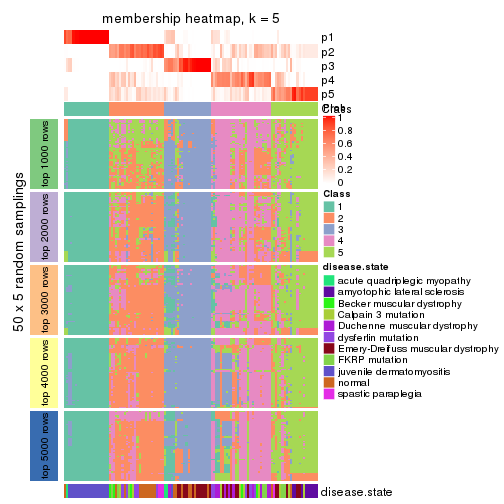 membership heatmap, k = 5
p1
p2
p3
p4
p5
Class
Prob
Class
1
0.8
0.6
0.4
0.2
0
Class
1
2
3
4
5
disease.state
acute quadriplegic myopathy
amyotophic lateral sclerosis
Becker muscular dystrophy
Calpain 3 mutation
Duchenne muscular dystrophy
dysferlin mutation
Emery-Dreifuss muscular dystrophy
FKRP mutation
juvenile dermatomyositis
normal
spastic paraplegia
50 x 5 random samplings
top 1000 rows
top 2000 rows
top 3000 rows
top 4000 rows
top 5000 rows
disease.state